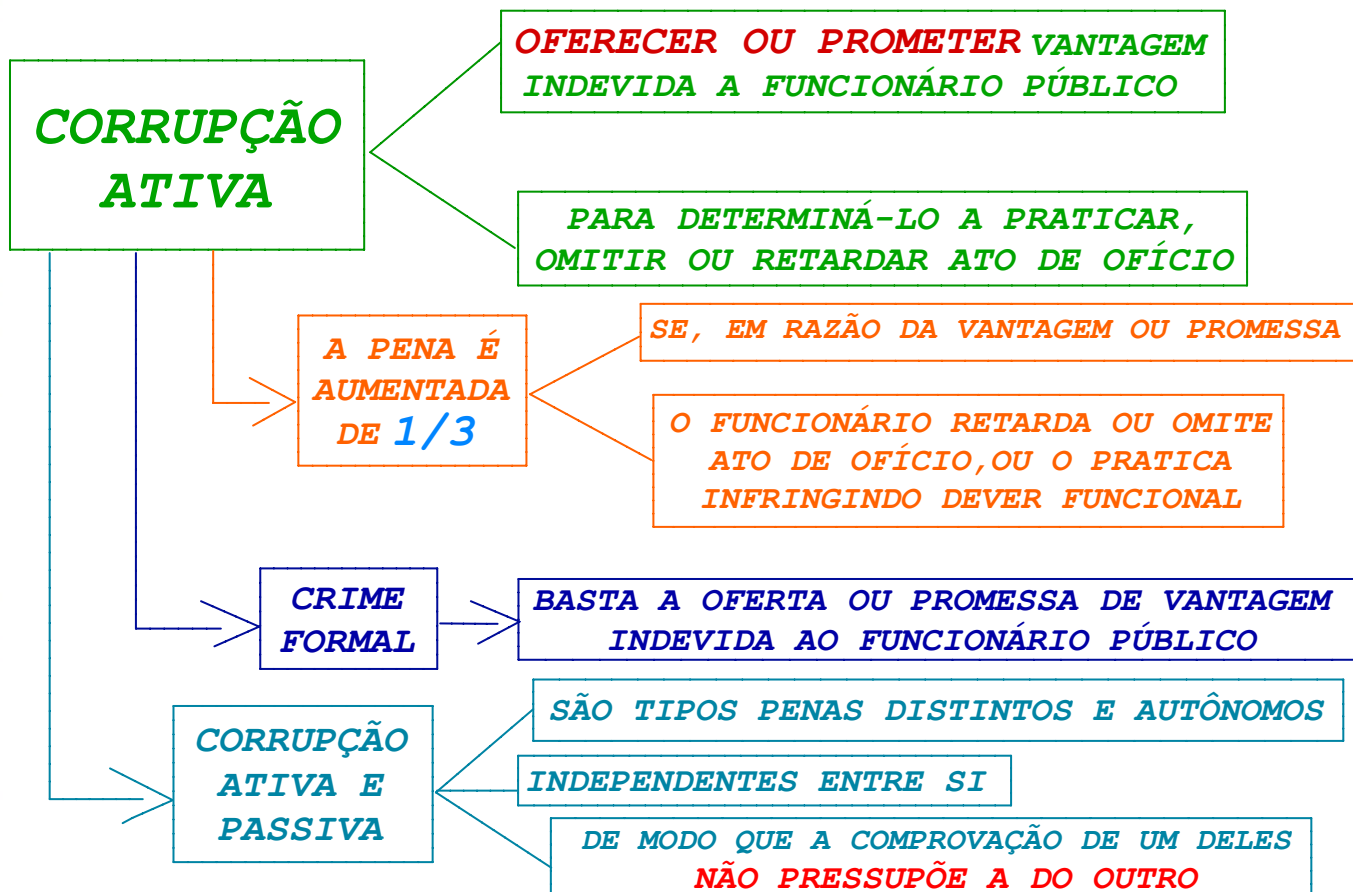 CORRUPÇÃO
ATIVA
OFERECER OU PROMETER VANTAGEM
INDEVIDA A FUNCIONÁRIO PÚBLICO
PARA DETERMINÁ-LO A PRATICAR,
OMITIR OU RETARDAR ATO DE OFÍCIO
A PENA É
AUMENTADA
DE 1/3
SE, EM RAZÃO DA VANTAGEM OU PROMESSA
O FUNCIONÁRIO RETARDA OU OMITE
ATO DE OFÍCIO,OU O PRATICA
INFRINGINDO DEVER FUNCIONAL
CRIME
FORMAL
BASTA A OFERTA OU PROMESSA DE VANTAGEM
INDEVIDA AO FUNCIONÁRIO PÚBLICO
CORRUPÇÃO
ATIVA E
PASSIVA
SÃO TIPOS PENAS DISTINTOS E AUTÔNOMOS
INDEPENDENTES ENTRE SI
DE MODO QUE A COMPROVAÇÃO DE UM DELES
NÃO PRESSUPÕE A DO OUTRO